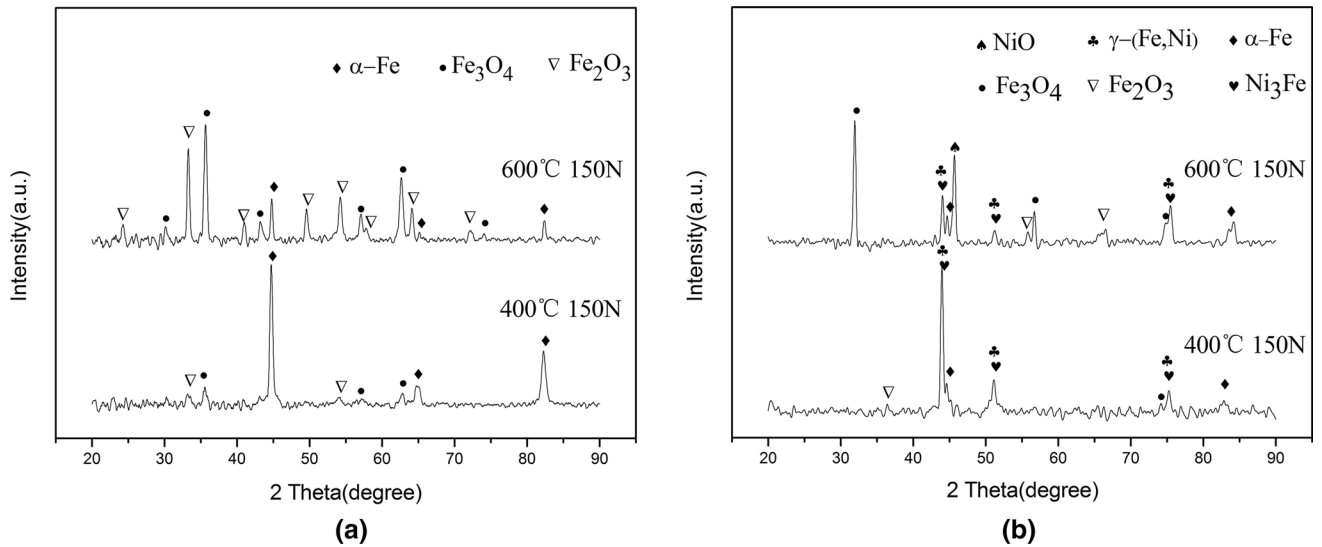 α–Fe Fe3O4 Fe2O3
600℃ 150N
400℃ 150N
Intensity(a.u.)
20 30 40 50 60 70 80 90
2 Theta(degree)
(a)
NiO γ–(Fe,Ni) α–Fe
Fe3O4 Fe2O3 Ni3Fe
600℃ 150N
400℃ 150N
Intensity(a.u.)
20 30 40 50 60 70 80 90
2 Theta(degree)
(b)